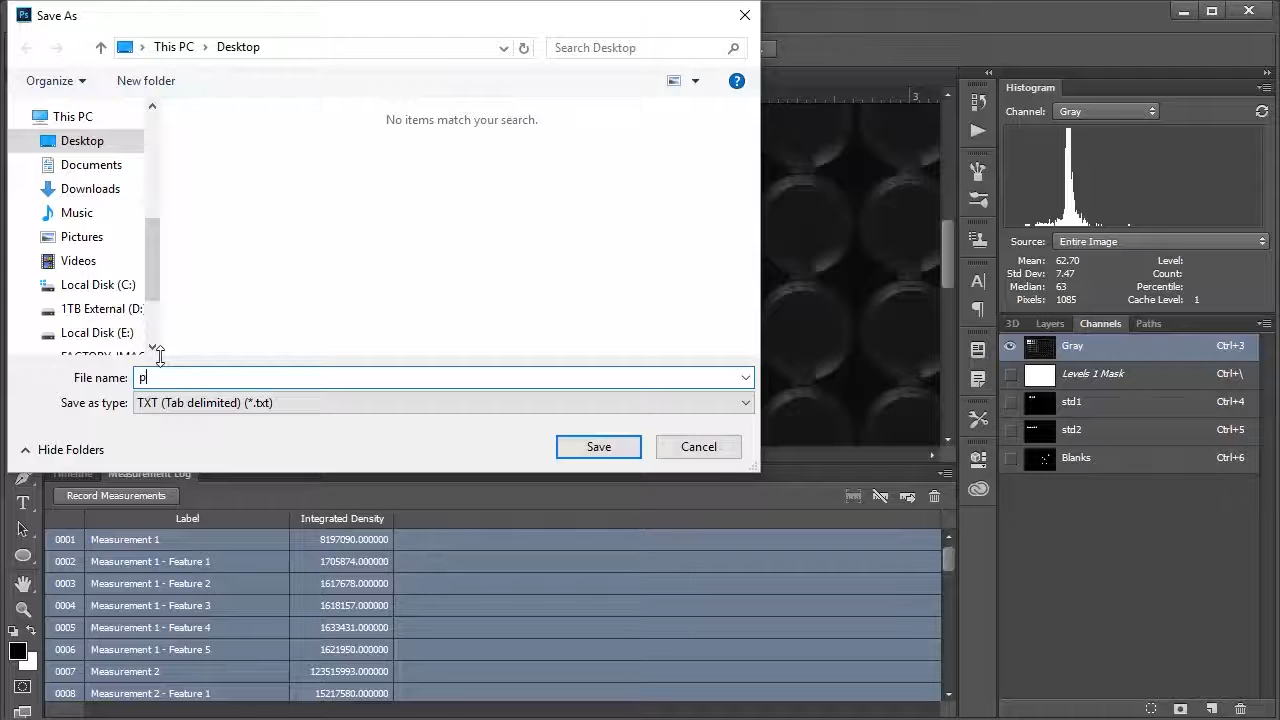 Ps Save As
This PC Desktop
Search Desktop
Organize New folder
This PC
Desktop
Documents
Downloads
Music
Pictures
Videos
Local Disk (C:)
1TB External (D:
Local Disk (E:)
No items match your search.
File name: p
Save as type: TXT (Tab delimited) (*.txt)
Hide Folders
Save Cancel
3
Histogram
Channel: Gray
Source: Entire Image
Mean: 62.70 Level:
Std Dev: 7.47 Count:
Median: 63 Percentile:
Pixels: 1085 Cache Level: 1
3D Layers Channels Paths
Gray Ctrl+3
Levels 1 Mask Ctrl+\
std1 Ctrl+4
std2 Ctrl+5
Blanks Ctrl+6
Timeline Measurement Log
Record Measurements
Label Integrated Density
0001 Measurement 1 8197090.000000
0002 Measurement 1 - Feature 1 1705874.000000
0003 Measurement 1 - Feature 2 1617678.000000
0004 Measurement 1 - Feature 3 1618157.000000
0005 Measurement 1 - Feature 4 1633431.000000
0006 Measurement 1 - Feature 5 1621950.000000
0007 Measurement 2 123515993.000000
0008 Measurement 2 - Feature 1 15217580.000000